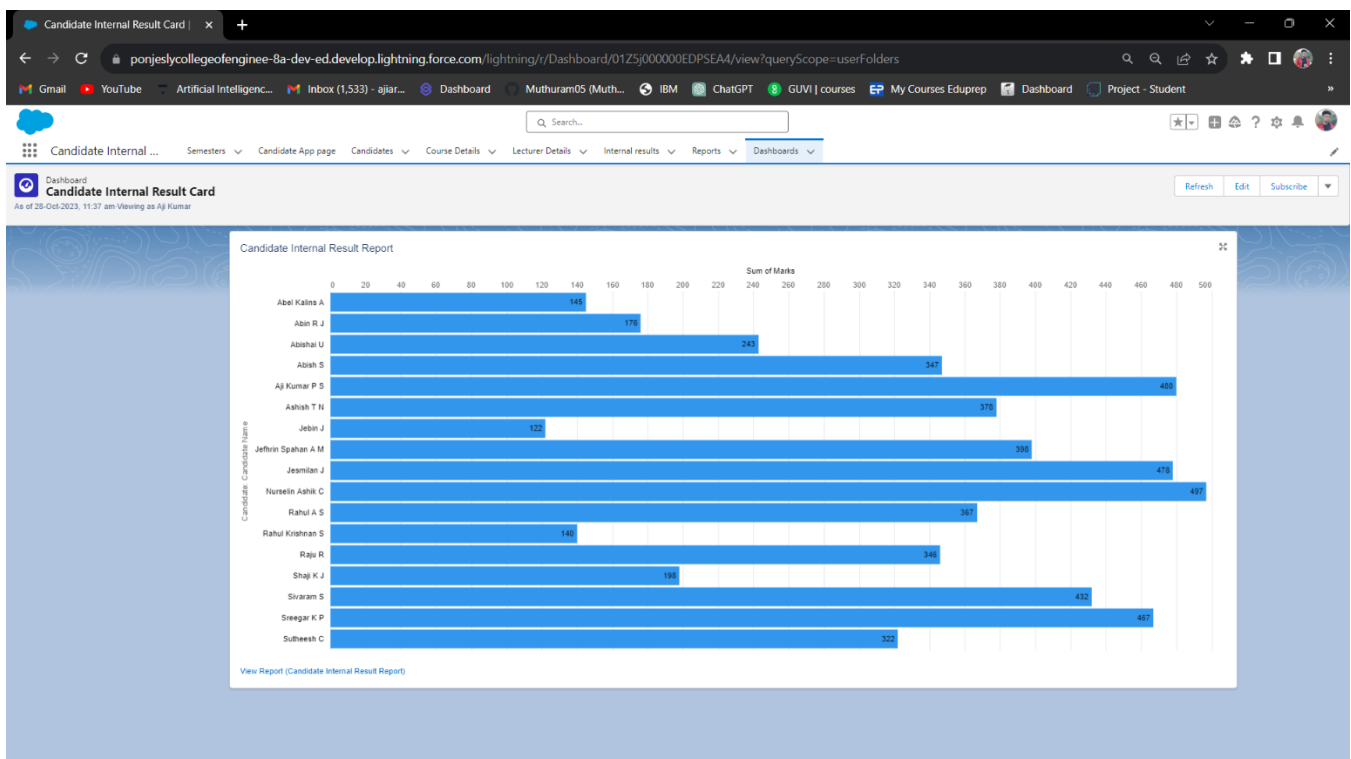 Candidate Internal Result Card |
ponjeslycollegeofenginee-8a-dev-ed.develop.lightning.force.com/lightning/r/Dashboard/01Z5j000000EDPSEA4/view?queryScope=userFolders
Gmail YouTube Artificial Intelligenc... Inbox (1,533) - ajiar... Dashboard Muthuram05 (Muth... IBM ChatGPT GUVI | courses My Courses Eduprep Dashboard Project - Student »
Search...
Candidate Internal ... Semesters Candidate App page Candidates Course Details Lecturer Details Internal results Reports Dashboards
Dashboard
Candidate Internal Result Card
Refresh Edit Subscribe
As of 28-Oct-2023, 11:37 am·Viewing as Aji Kumar
Candidate Internal Result Report
Sum of Marks
0 20 40 60 80 100 120 140 160 180 200 220 240 260 280 300 320 340 360 380 400 420 440 460 480 500
Candidate: Candidate Name
Abel Kalins A 145
Abin R J 176
Abishai U 243
Abish S 347
Aji Kumar P S 480
Ashish T N 378
Jebin J 122
Jefhrin Spahan A M 398
Jesmilan J 478
Nurselin Ashik C 497
Rahul A S 367
Rahul Krishnan S 140
Raju R 346
Shaji K J 198
Sivaram S 432
Sreegar K P 467
Sutheesh C 322
View Report (Candidate Internal Result Report)